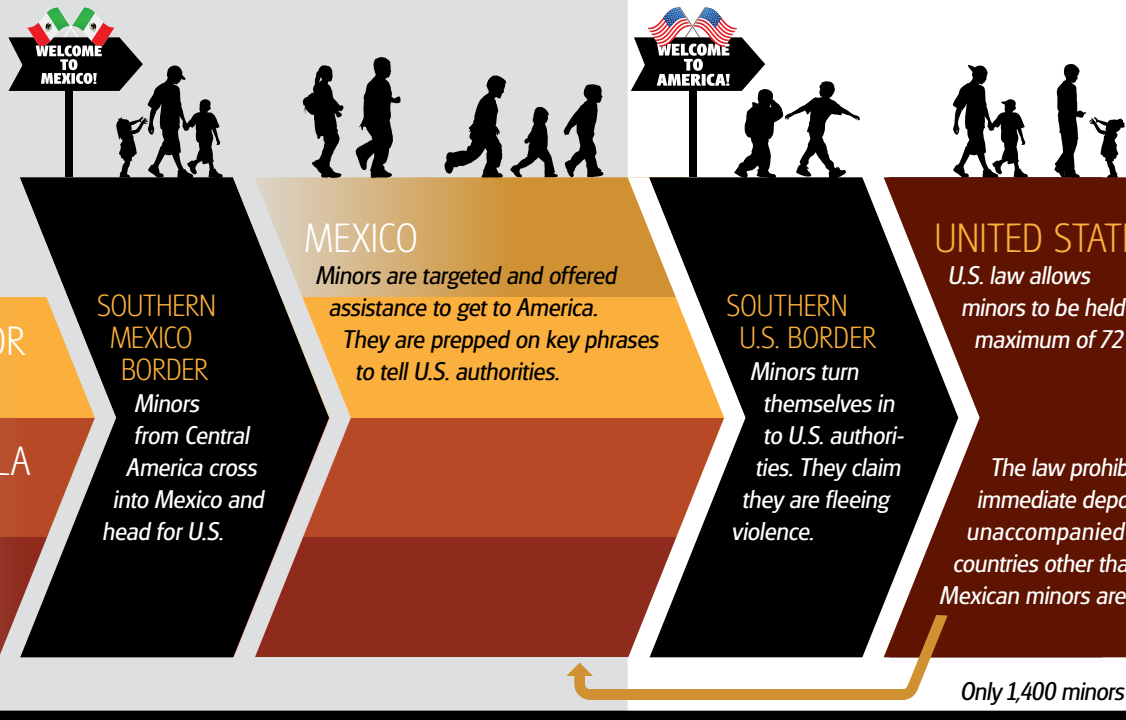 WELCOME
TO
MEXICO!
WELCOME
TO
AMERICA!
OR
LA
SOUTHERN
MEXICO
BORDER
Minors
from Central
America cross
into Mexico and
head for U.S.
MEXICO
Minors are targeted and offered
assistance to get to America.
They are prepped on key phrases
to tell U.S. authorities.
SOUTHERN
U.S. BORDER
Minors turn
themselves in
to U.S. authori-
ties. They claim
they are fleeing
violence.
UNITED STAT
U.S. law allows
minors to be held
maximum of 72
The law prohib
immediate depo
unaccompanied
countries other tha
Mexican minors are
Only 1,400 minors